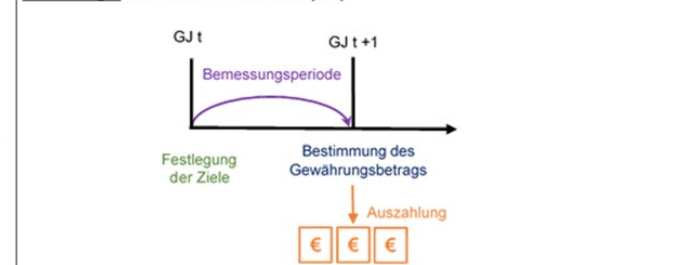 GJ t
GJ t +1
Bemessungsperiode
Festlegung
der Ziele
Bestimmung des
Gewährungsbetrags
Auszahlung
€ € €